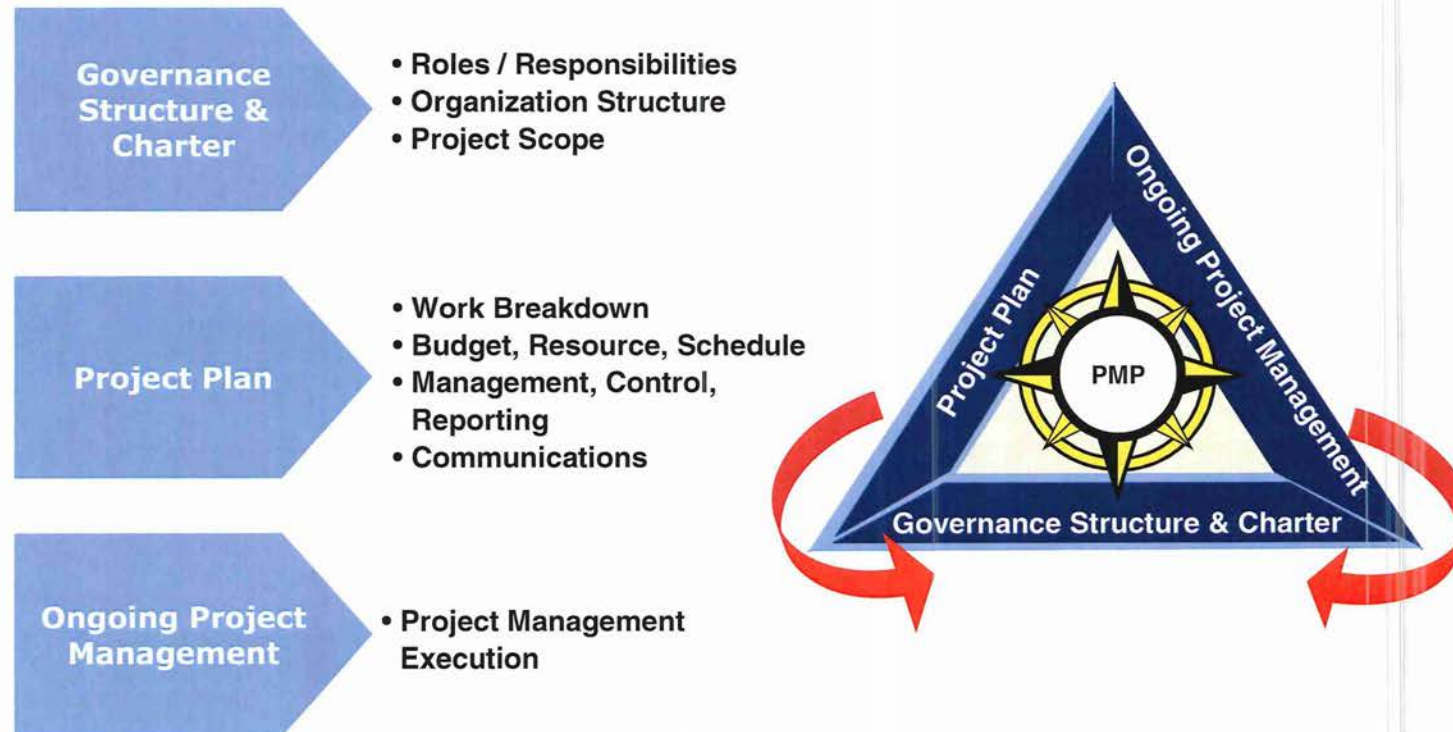 Governance
Structure &
Charter
• Roles / Responsibilities
• Organization Structure
• Project Scope
Project Plan
• Work Breakdown
• Budget, Resource, Schedule
• Management, Control,
Reporting
• Communications
Ongoing Project
Management
• Project Management
Execution
Project Plan
Ongoing Project Management
PMP
Governance Structure & Charter